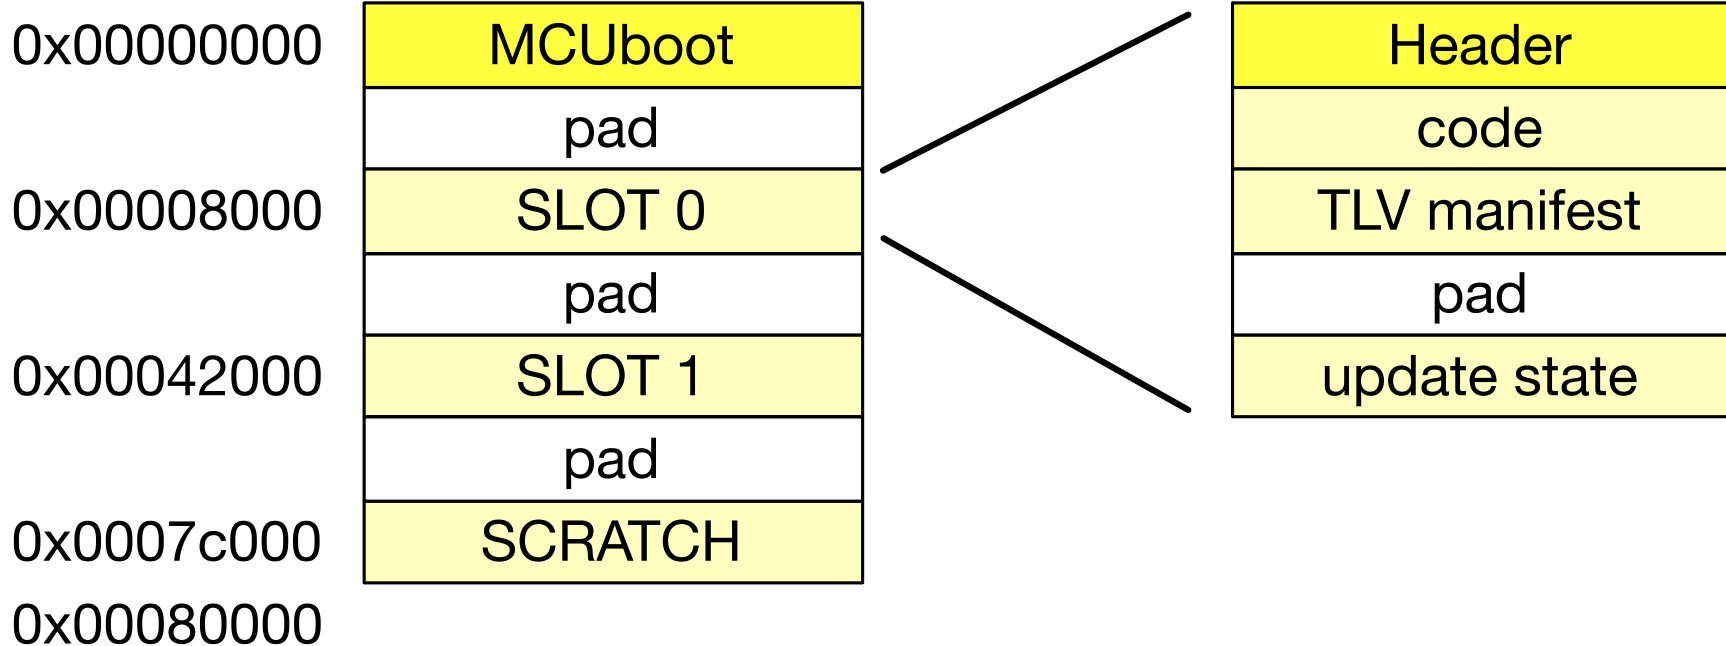 0x00000000 MCUboot Header
pad code
0x00008000 SLOT 0 TLV manifest
pad pad
0x00042000 SLOT 1 update state
pad
0x0007c000 SCRATCH
0x00080000